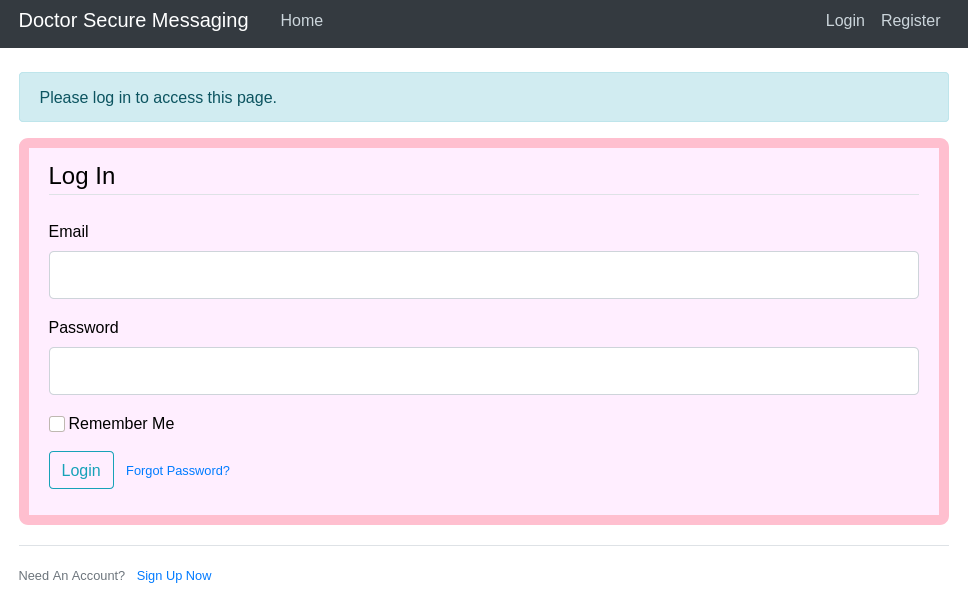 Doctor Secure Messaging Home Login Register
Please log in to access this page.
Log In
Email
Password
Remember Me
Login Forgot Password?
Need An Account? Sign Up Now